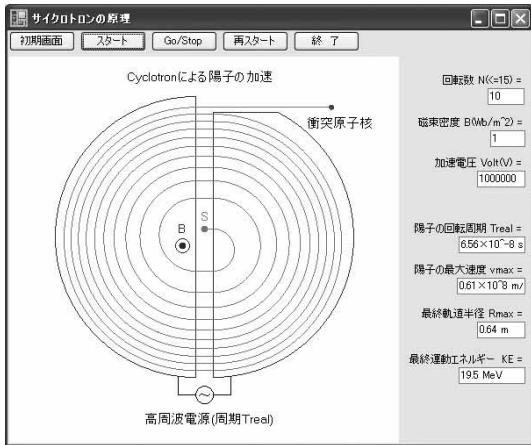 サイクロトロンの原理
初期画面 スタート Go/Stop 再スタート 終 了
Cyclotronによる陽子の加速
衝突原子核
B
S
高周波電源(周期Treal)
回転数 N(<=15) =
10
磁束密度 B(Wb/m^2) =
1
加速電圧 Volt(V) =
1000000
陽子の回転周期 Treal =
6.56×10^-8 s
陽子の最大速度 vmax =
0.61×10^8 m/
最終軌道半径 Rmax =
0.64 m
最終運動エネルギー KE =
19.5 MeV